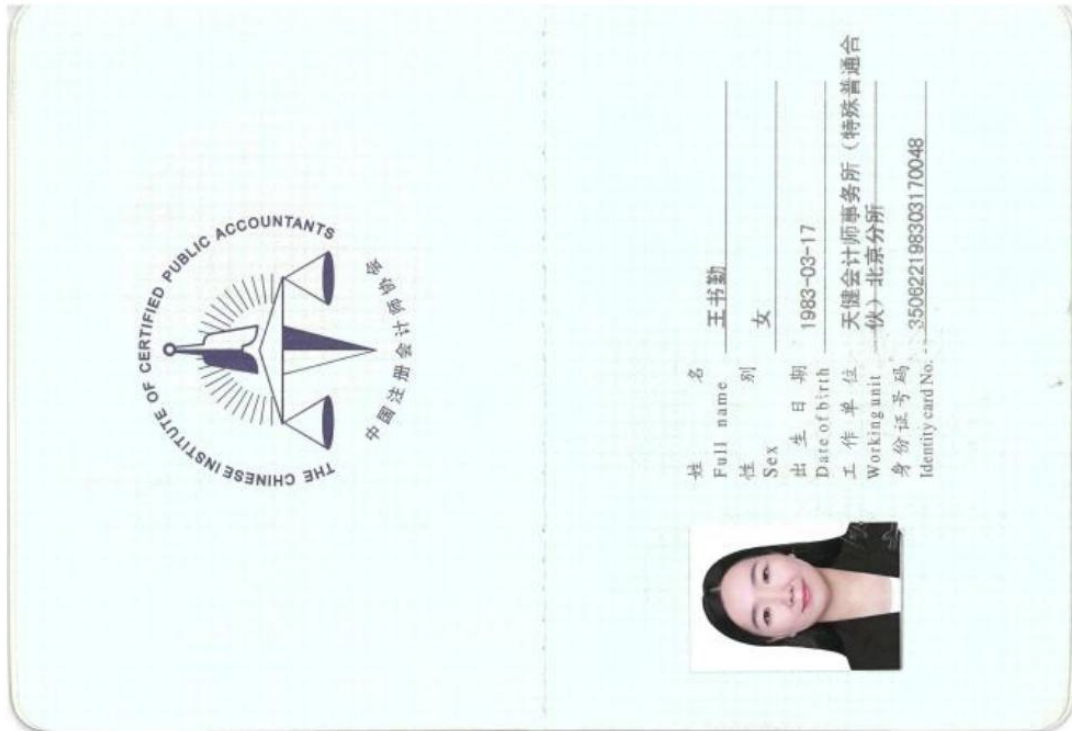 THE CHINESE INSTITUTE OF CERTIFIED PUBLIC ACCOUNTANTS
中国注册会计师协会
姓 名 王书勤
Full name
性 别 女
Sex
出 生 日 期 1983-03-17
Date of birth
工 作 单 位 天健会计师事务所（特殊普通合
Working unit 伙）北京分所
身份证号码 350622198303170048
Identity card No.